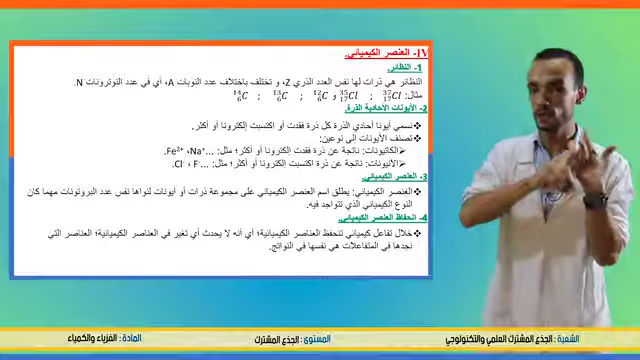 IV- العنصر الكيميائي.
1- النظائر.
النظائر هي ذرات لها نفس العدد الذري Z، و تختلف باختلاف عدد النويات A، أي في عدد النوترونات N.
مثال: ³⁷₁₇Cl ; ³⁵₁₇Cl و ¹²₆C ; ¹³₆C ; ¹⁴₆C
2- الأيونات الأحادية الذرة.
❖ نسمي أيونا أحادي الذرة كل ذرة فقدت أو اكتسبت إلكترونا أو أكثر.
❖ تصنف الأيونات إلى نوعين:
➢ الكاتيونات: ناتجة عن ذرة فقدت إلكترونا أو أكثر؛ مثل: ...Fe²⁺ ،Na⁺.
➢ الأنيونات: ناتجة عن ذرة اكتسبت إلكترونا أو أكثر؛ مثل: ...Cl⁻ ، F⁻.
3- العنصر الكيميائي.
❖ العنصر الكيميائي: يطلق اسم العنصر الكيميائي على مجموعة ذرات أو أيونات لنواها نفس عدد البروتونات مهما كان
النوع الكيميائي الذي تتواجد فيه.
4- انحفاظ العنصر الكيميائي.
❖ خلال تفاعل كيميائي تنحفظ العناصر الكيميائية؛ أي أنه لا يحدث أي تغير في العناصر الكيميائية؛ العناصر التي
نجدها في المتفاعلات هي نفسها في النواتج.
الشعبة : الجذع المشترك العلمي والتكنولوجي
المستوى : الجذع المشترك
المادة : الفزياء والكمياء